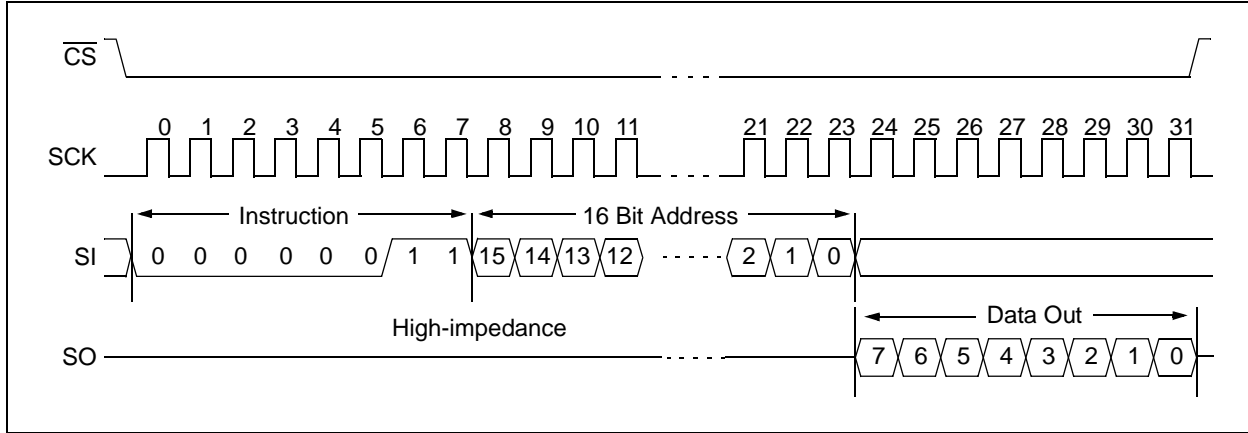 CS
0 1 2 3 4 5 6 7 8 9 10 11 21 22 23 24 25 26 27 28 29 30 31
SCK
Instruction 16 Bit Address
SI 0 0 0 0 0 0 1 1 15 14 13 12 2 1 0
Data Out
High-impedance
SO 7 6 5 4 3 2 1 0